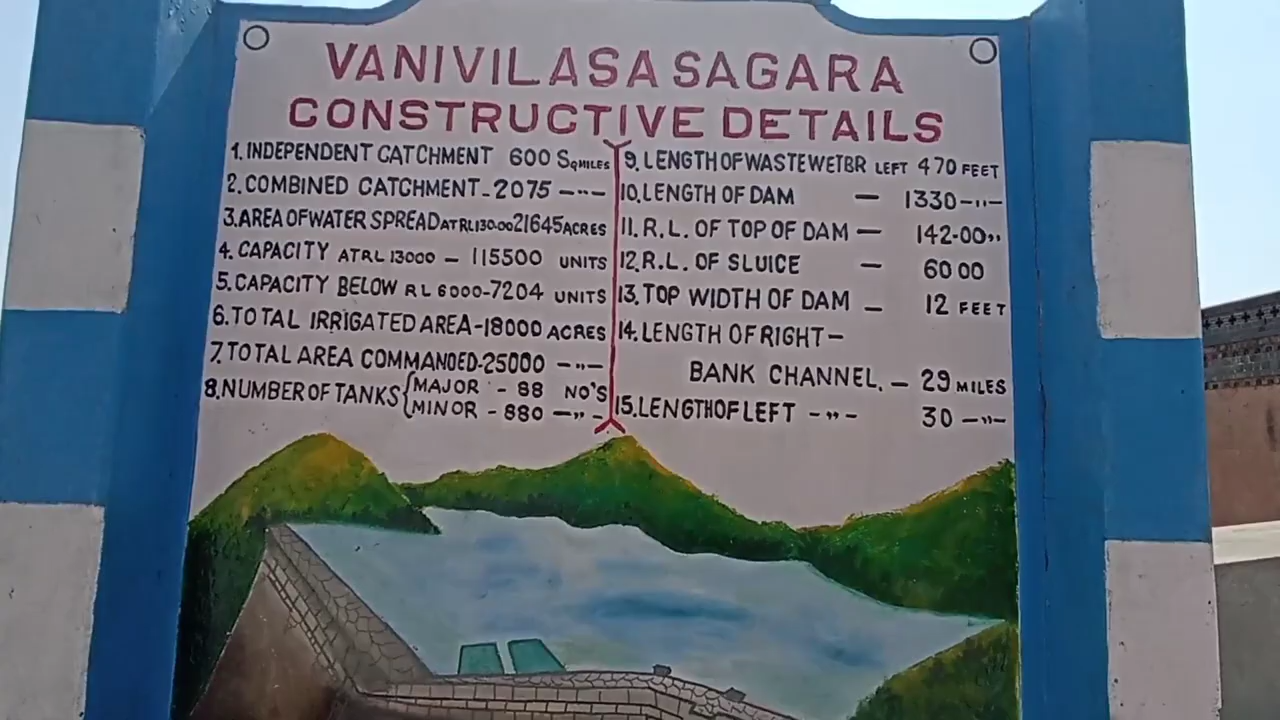 VANIVILASA SAGARA
CONSTRUCTIVE DETAILS
1. INDEPENDENT CATCHMENT 600 SQMILES
2. COMBINED CATCHMENT - 2075 —"—
3. AREA OF WATER SPREAD AT RL 130.00 21645 ACRES
4. CAPACITY AT RL 13000 — 115500 UNITS
5. CAPACITY BELOW RL 6000-7204 UNITS
6. TOTAL IRRIGATED AREA-18000 ACRES
7. TOTAL AREA COMMANDED-25000 —"—
8. NUMBER OF TANKS { MAJOR - 88 NO'S
MINOR - 880 —"—
9. LENGTH OF WASTEWETBR LEFT 470 FEET
10. LENGTH OF DAM — 1330 —"—
11. R.L. OF TOP OF DAM — 142-00 "
12. R.L. OF SLUICE — 60 00
13. TOP WIDTH OF DAM — 12 FEET
14. LENGTH OF RIGHT —
BANK CHANNEL. — 29 MILES
15. LENGTH OF LEFT -"- 30 —"—